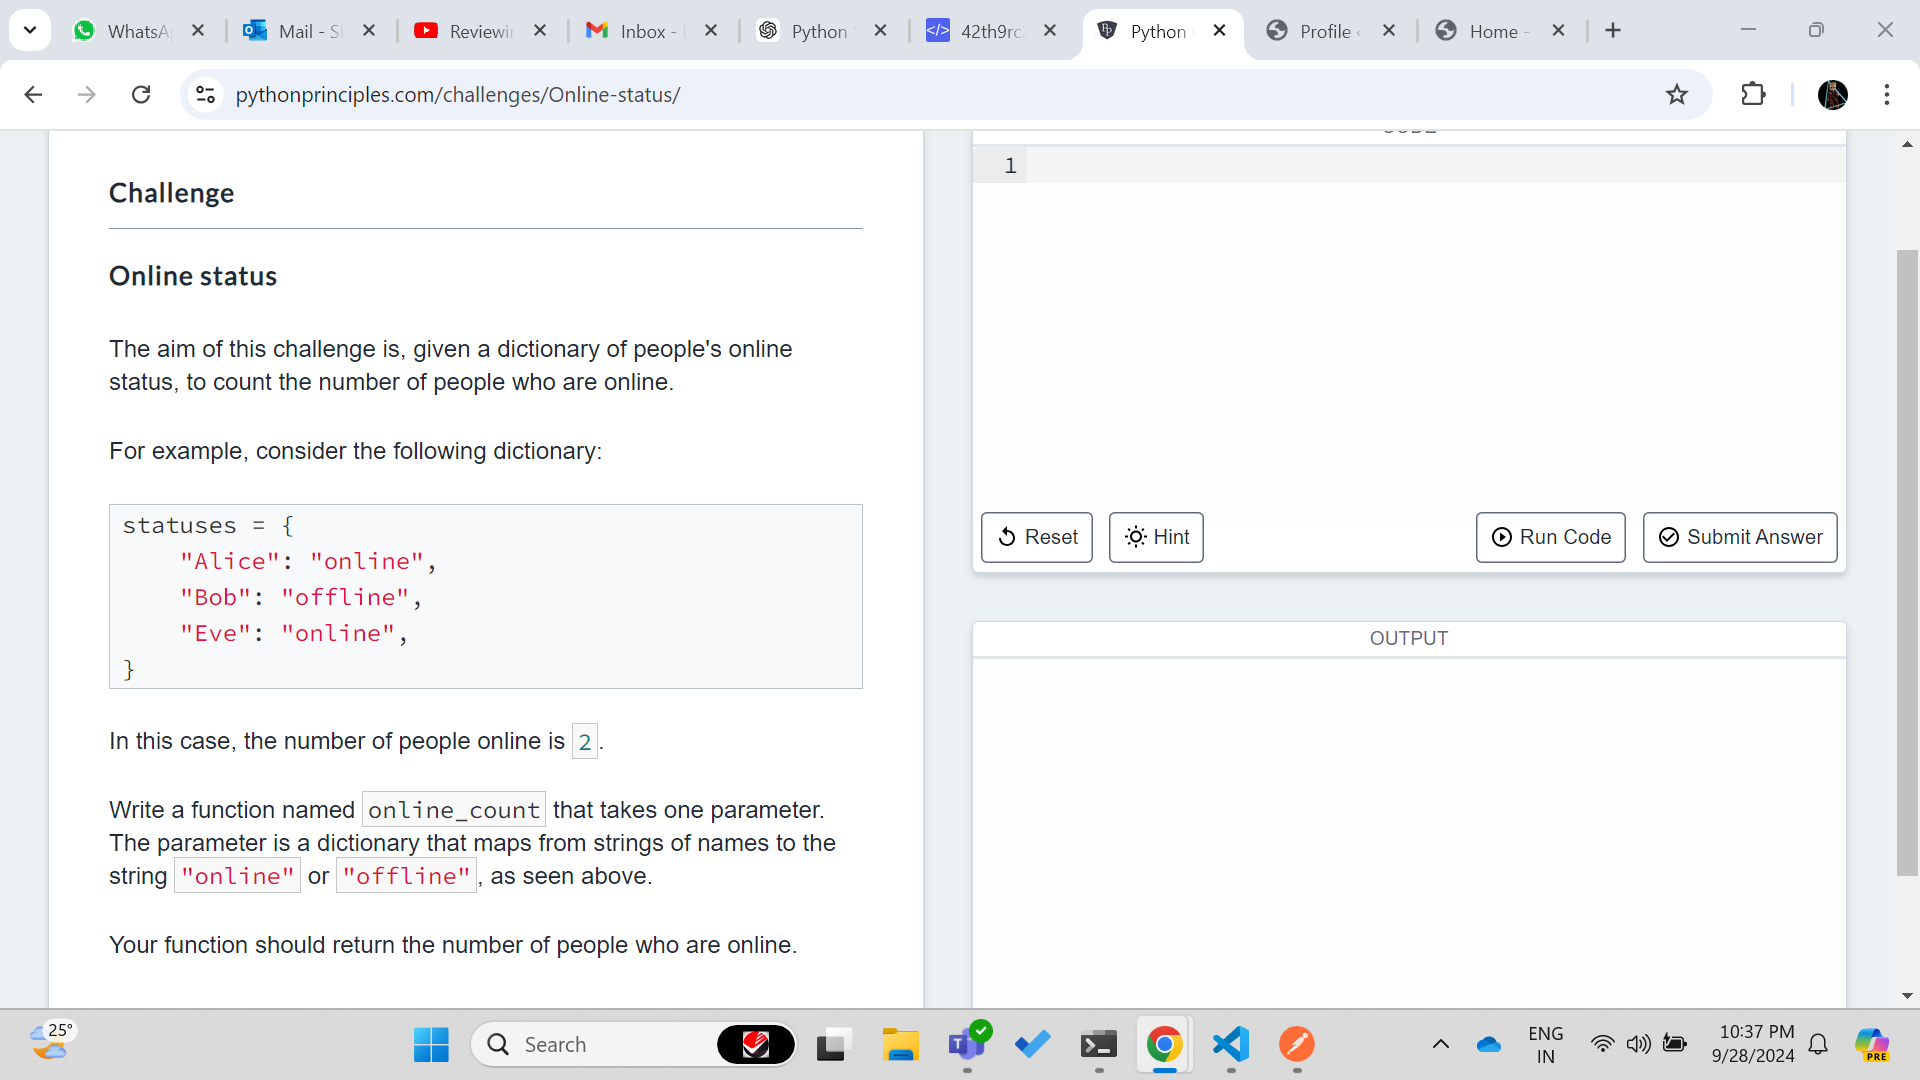 WhatsA
Mail - S
Reviewin
Inbox -
Python
42th9rc
Python
Profile
Home -
pythonprinciples.com/challenges/Online-status/
Challenge
Online status
The aim of this challenge is, given a dictionary of people's online
status, to count the number of people who are online.
For example, consider the following dictionary:
statuses = {
"Alice": "online",
"Bob": "offline",
"Eve": "online",
}
In this case, the number of people online is 2.
Write a function named online_count that takes one parameter.
The parameter is a dictionary that maps from strings of names to the
string "online" or "offline", as seen above.
Your function should return the number of people who are online.
1
Reset
Hint
Run Code
Submit Answer
OUTPUT
25°
Search
ENG
IN
10:37 PM
9/28/2024
PRE